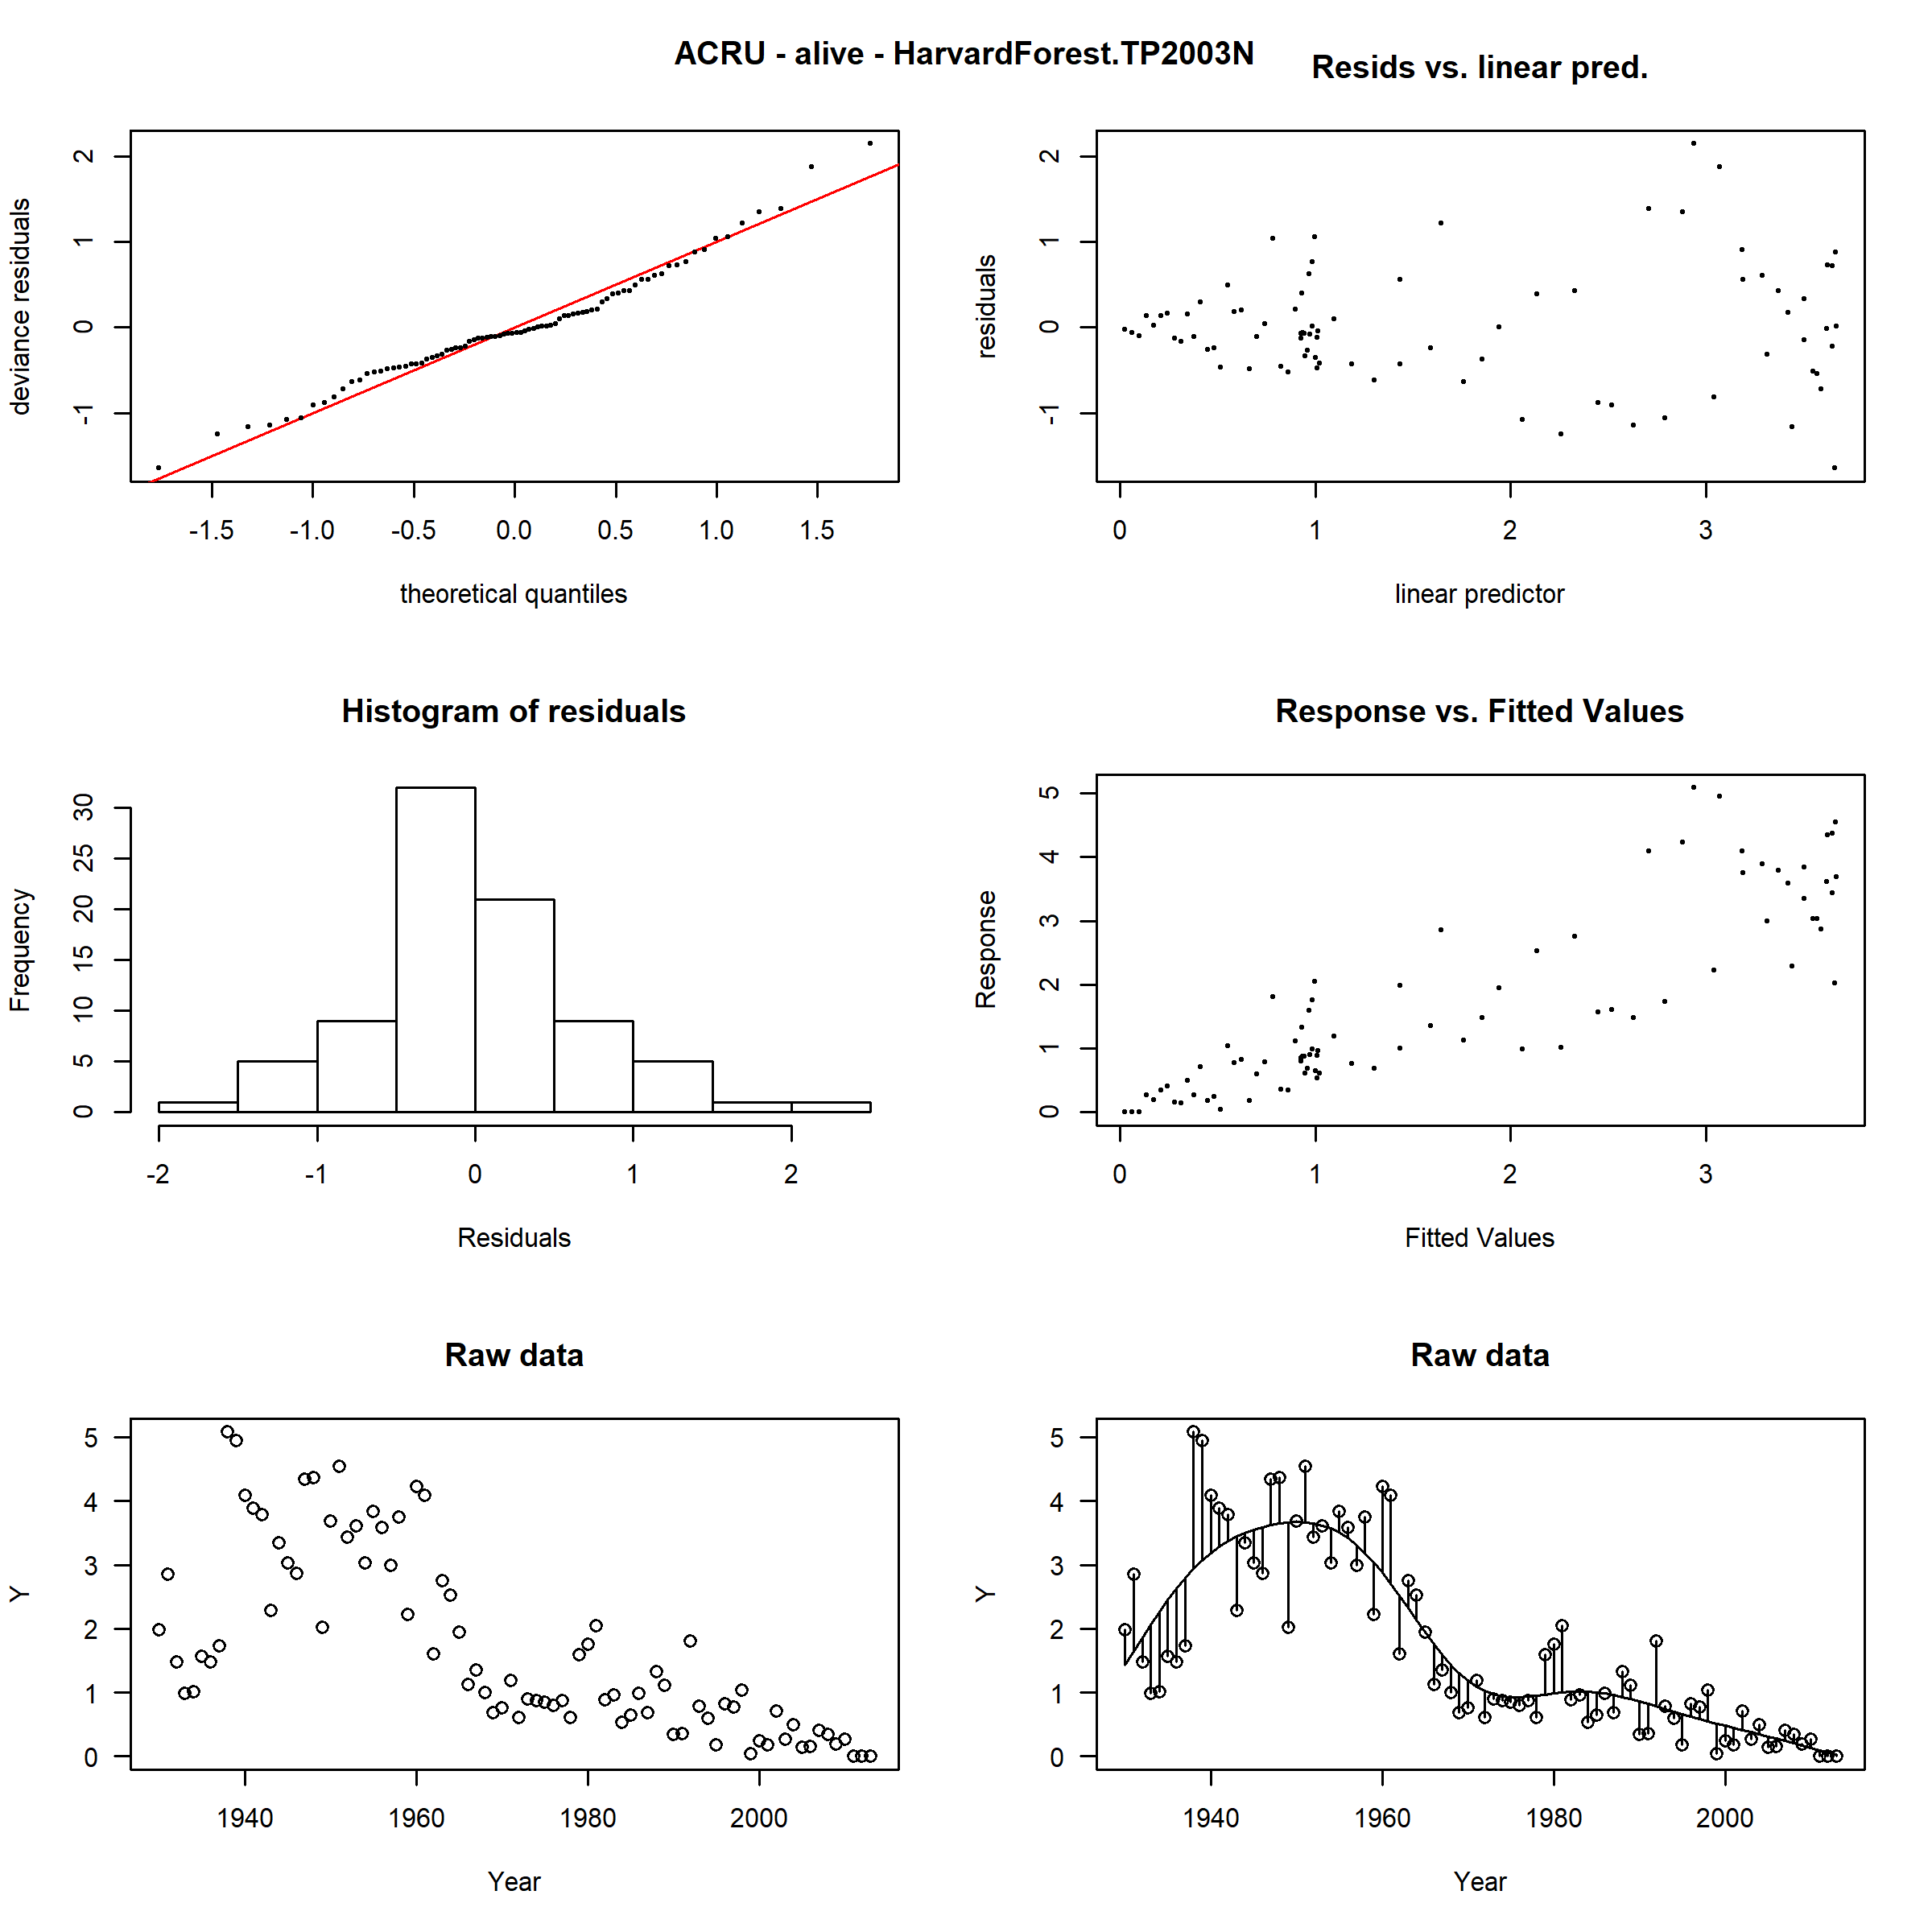 ACRU - alive - HarvardForest.TP2003N
Resids vs. linear pred.
deviance residuals
-1 0 1 2
-1.5 -1.0 -0.5 0.0 0.5 1.0 1.5
theoretical quantiles
residuals
-1 0 1 2
0 1 2 3
linear predictor
Histogram of residuals
Frequency
0 5 10 15 20 25 30
-2 -1 0 1 2
Residuals
Response vs. Fitted Values
Response
0 1 2 3 4 5
0 1 2 3
Fitted Values
Raw data
Y
0 1 2 3 4 5
1940 1960 1980 2000
Year
Raw data
Y
0 1 2 3 4 5
1940 1960 1980 2000
Year